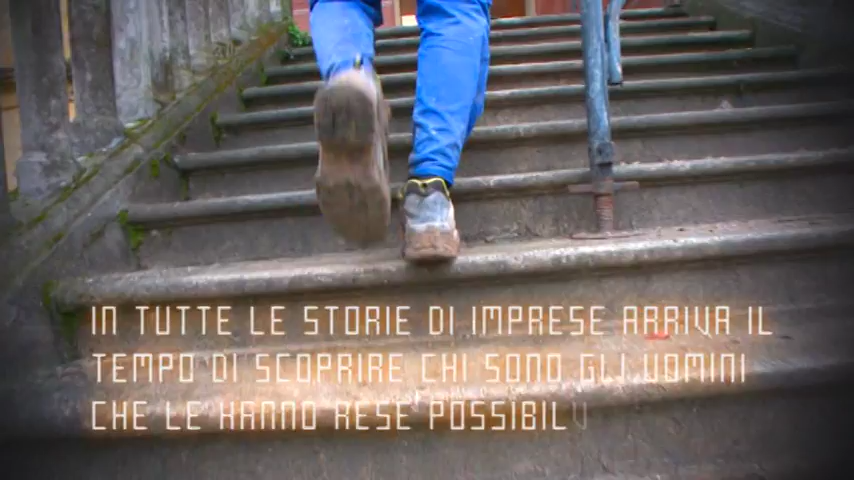 IN TUTTE LE STORIE DI IMPRESE ARRIVA IL
TEMPO DI SCOPRIRE CHI SONO GLI UOMINI
CHE LE HANNO RESE POSSIBIL